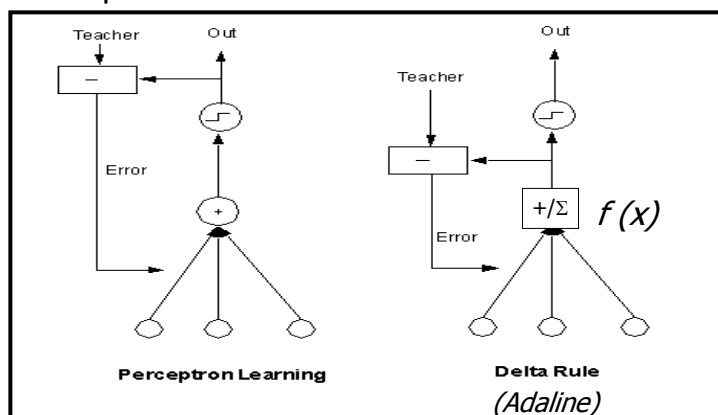 Teacher
Out
−
Error
+
Perceptron Learning
Out
Teacher
−
Error
+/Σ
f (x)
Delta Rule
(Adaline)